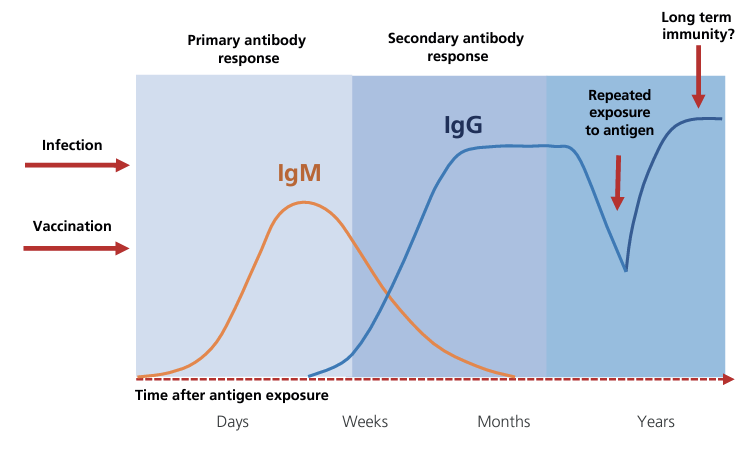 Long term
immunity?
Primary antibody
response
Secondary antibody
response
Repeated
exposure
to antigen
IgG
Infection
IgM
Vaccination
Time after antigen exposure
Days
Weeks
Months
Years